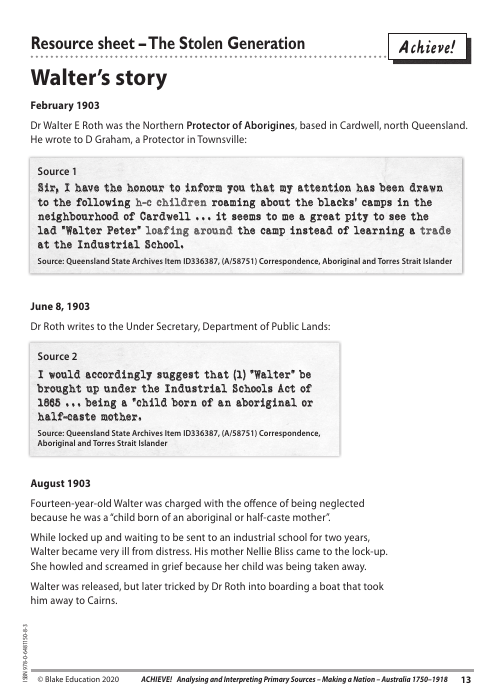 Resource sheet – The Stolen Generation
Achieve!
Walter's story
February 1903
Dr Walter E Roth was the Northern Protector of Aborigines, based in Cardwell, north Queensland.
He wrote to D Graham, a Protector in Townsville:
Source 1
Sir, I have the honour to inform you that my attention has been drawn
to the following h-c children roaming about the blacks' camps in the
neighbourhood of Cardwell ... it seems to me a great pity to see the
lad "Walter Peter" loafing around the camp instead of learning a trade
at the Industrial School.
Source: Queensland State Archives Item ID336387, (A/58751) Correspondence, Aboriginal and Torres Strait Islander
June 8, 1903
Dr Roth writes to the Under Secretary, Department of Public Lands:
Source 2
I would accordingly suggest that (1) "Walter" be
brought up under the Industrial Schools Act of
1865 ... being a "child born of an aboriginal or
half-caste mother.
Source: Queensland State Archives Item ID336387, (A/58751) Correspondence,
Aboriginal and Torres Strait Islander
August 1903
Fourteen-year-old Walter was charged with the offence of being neglected
because he was a "child born of an aboriginal or half-caste mother".
While locked up and waiting to be sent to an industrial school for two years,
Walter became very ill from distress. His mother Nellie Bliss came to the lock-up.
She howled and screamed in grief because her child was being taken away.
Walter was released, but later tricked by Dr Roth into boarding a boat that took
him away to Cairns.
© Blake Education 2020
ACHIEVE! Analysing and Interpreting Primary Sources – Making a Nation – Australia 1750–1918
13